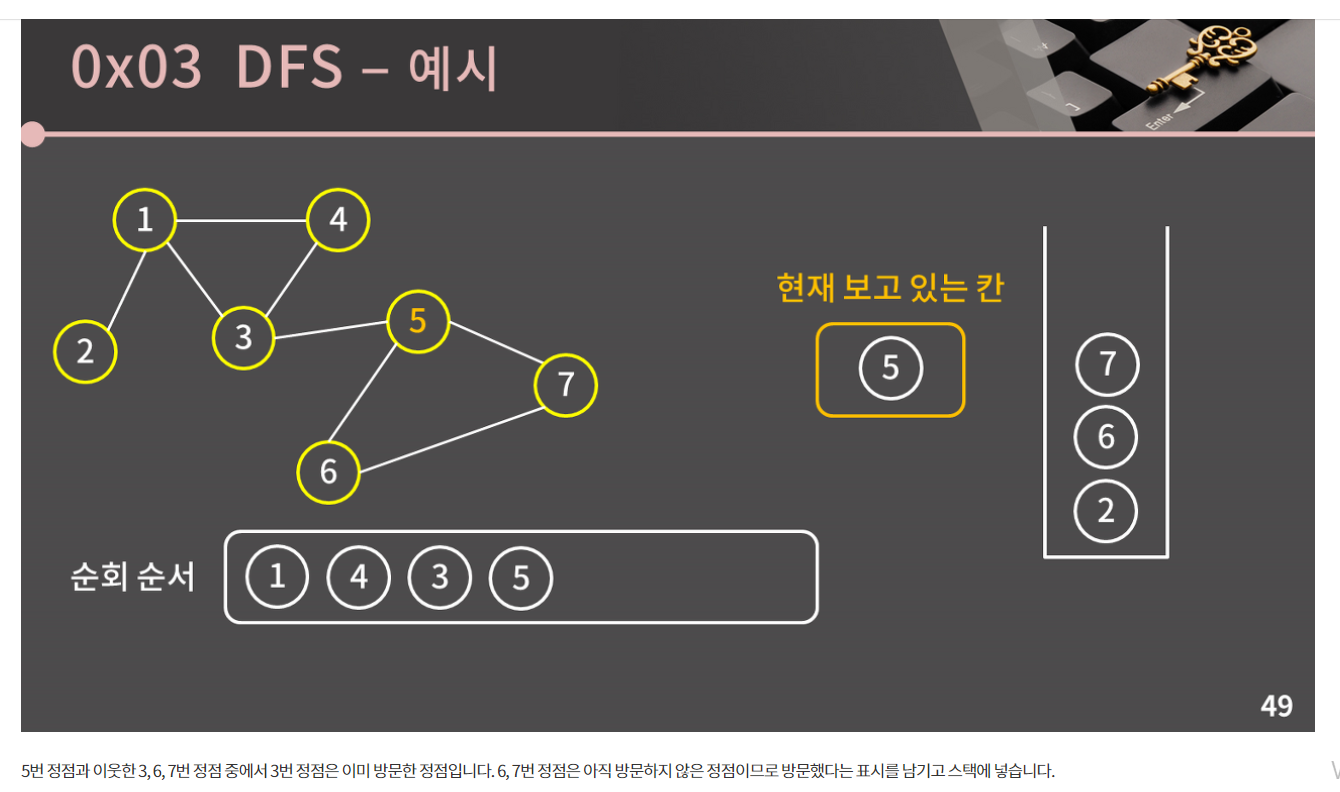 0x03 DFS – 예시
Enter
1
4
현재 보고 있는 칸
5
3
2
7
5
7
6
6
2
순회 순서
1 4 3 5
49
5번 정점과 이웃한 3, 6, 7번 정점 중에서 3번 정점은 이미 방문한 정점입니다. 6, 7번 정점은 아직 방문하지 않은 정점이므로 방문했다는 표시를 남기고 스택에 넣습니다.